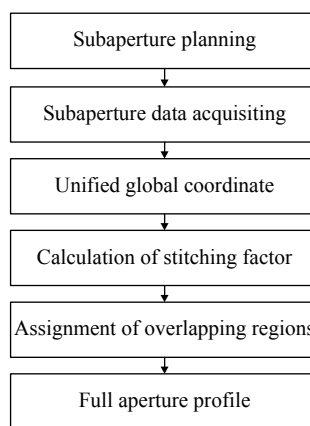 Subaperture planning
Subaperture data acquisiting
Unified global coordinate
Calculation of stitching factor
Assignment of overlapping regions
Full aperture profile